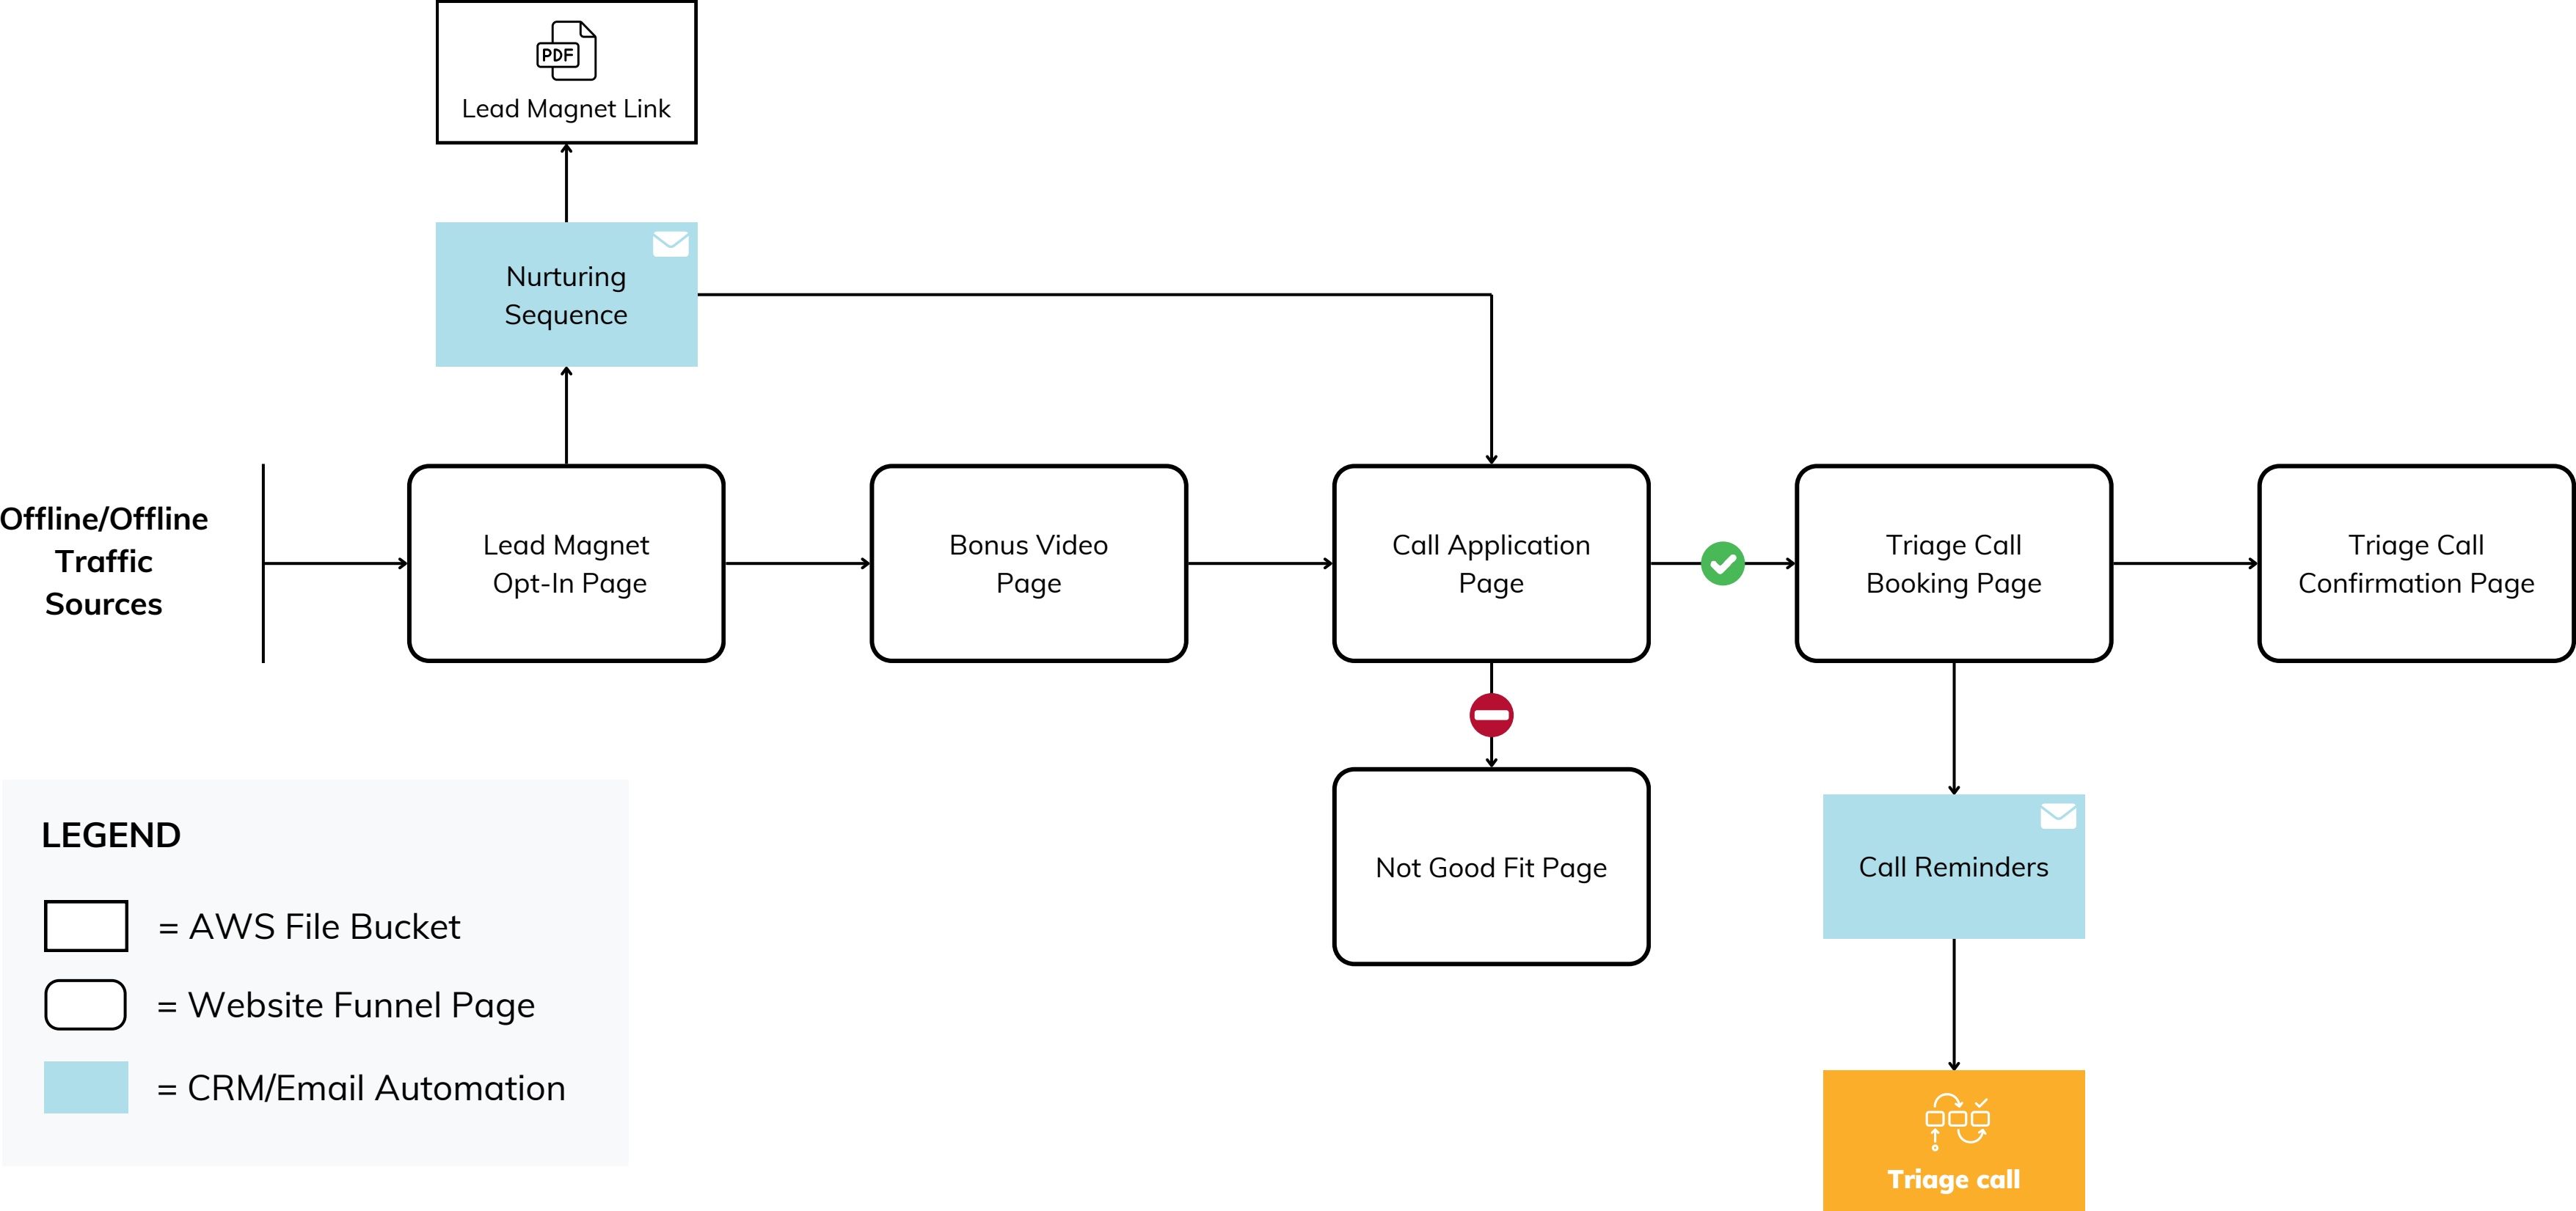 PDF
Lead Magnet Link
Nurturing
Sequence
Offline/Offline
Traffic
Sources
Lead Magnet
Opt-In Page
Bonus Video
Page
Call Application
Page
Triage Call
Booking Page
Triage Call
Confirmation Page
Not Good Fit Page
Call Reminders
Triage call
LEGEND
= AWS File Bucket
= Website Funnel Page
= CRM/Email Automation